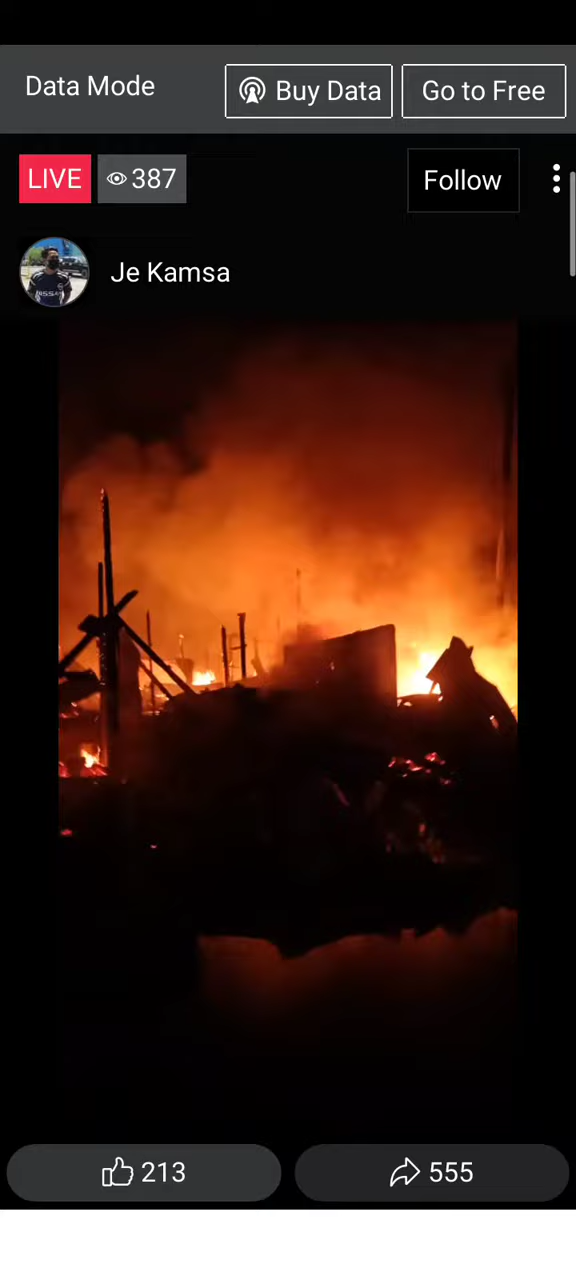 Data Mode
Buy Data
Go to Free
LIVE
387
Follow
Je Kamsa
213
555